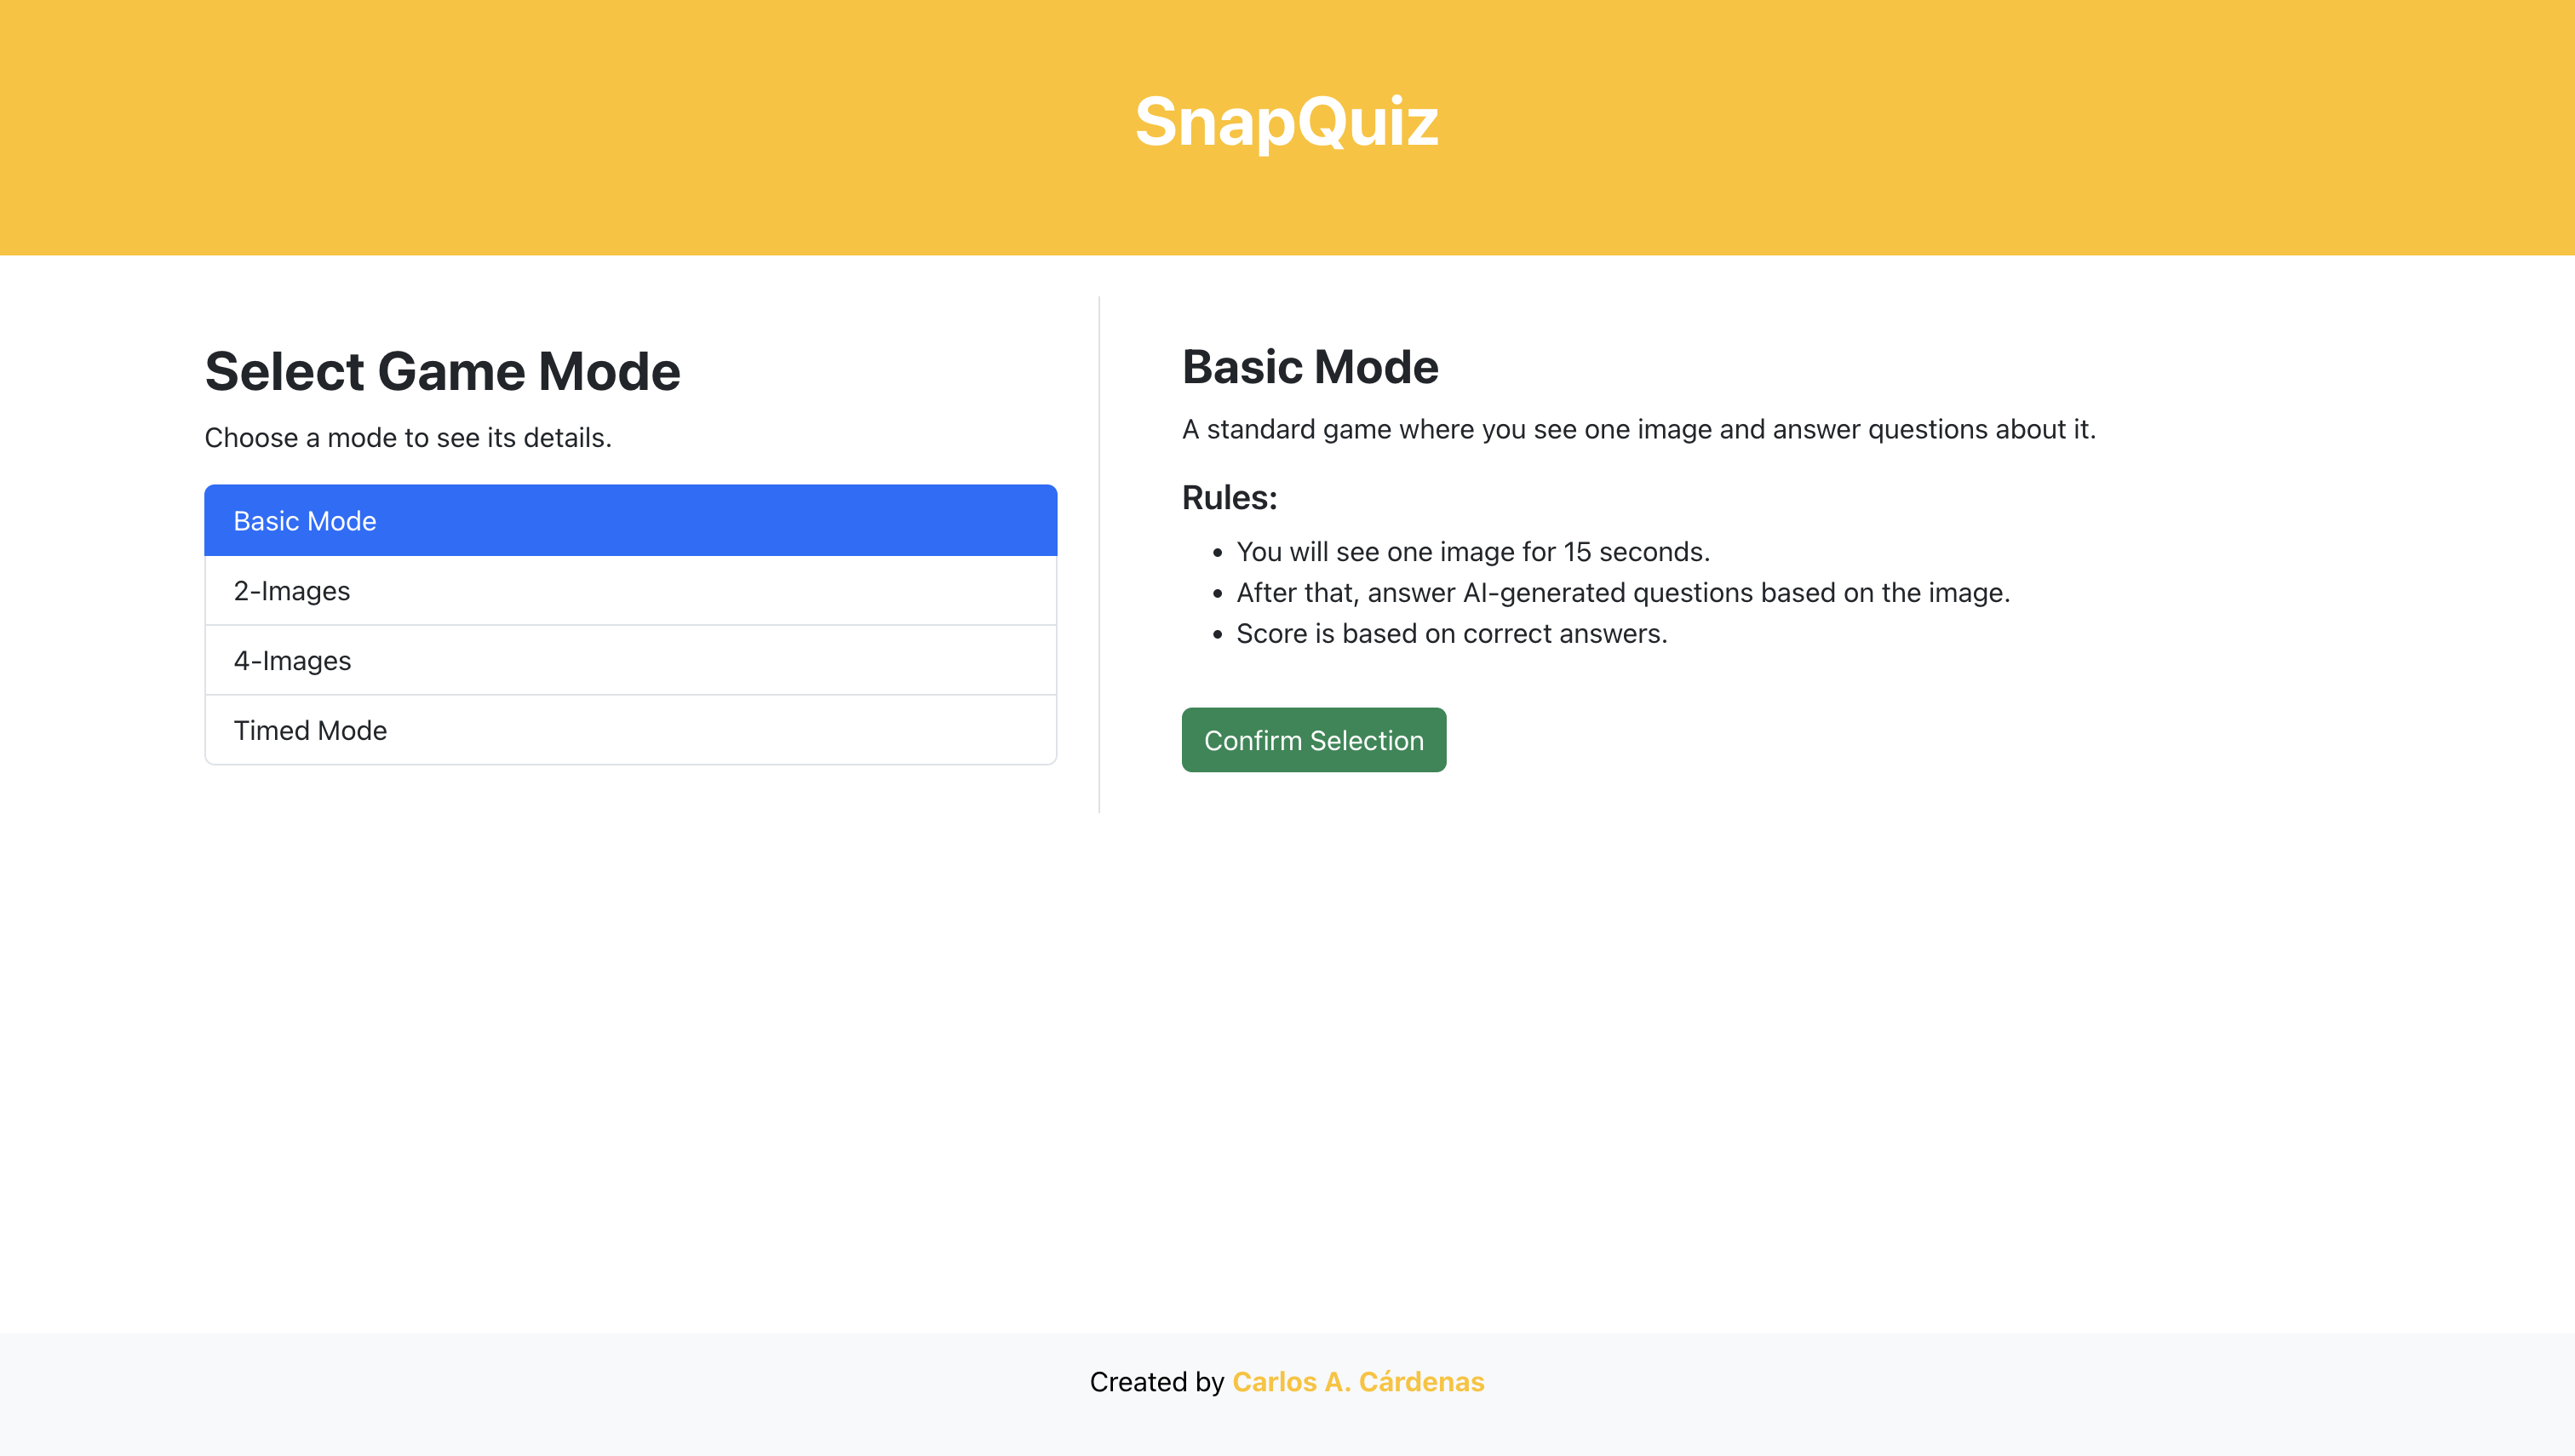 SnapQuiz
Select Game Mode
Choose a mode to see its details.
Basic Mode
2-Images
4-Images
Timed Mode
Basic Mode
A standard game where you see one image and answer questions about it.
Rules:
• You will see one image for 15 seconds.
• After that, answer AI-generated questions based on the image.
• Score is based on correct answers.
Confirm Selection
Created by Carlos A. Cárdenas